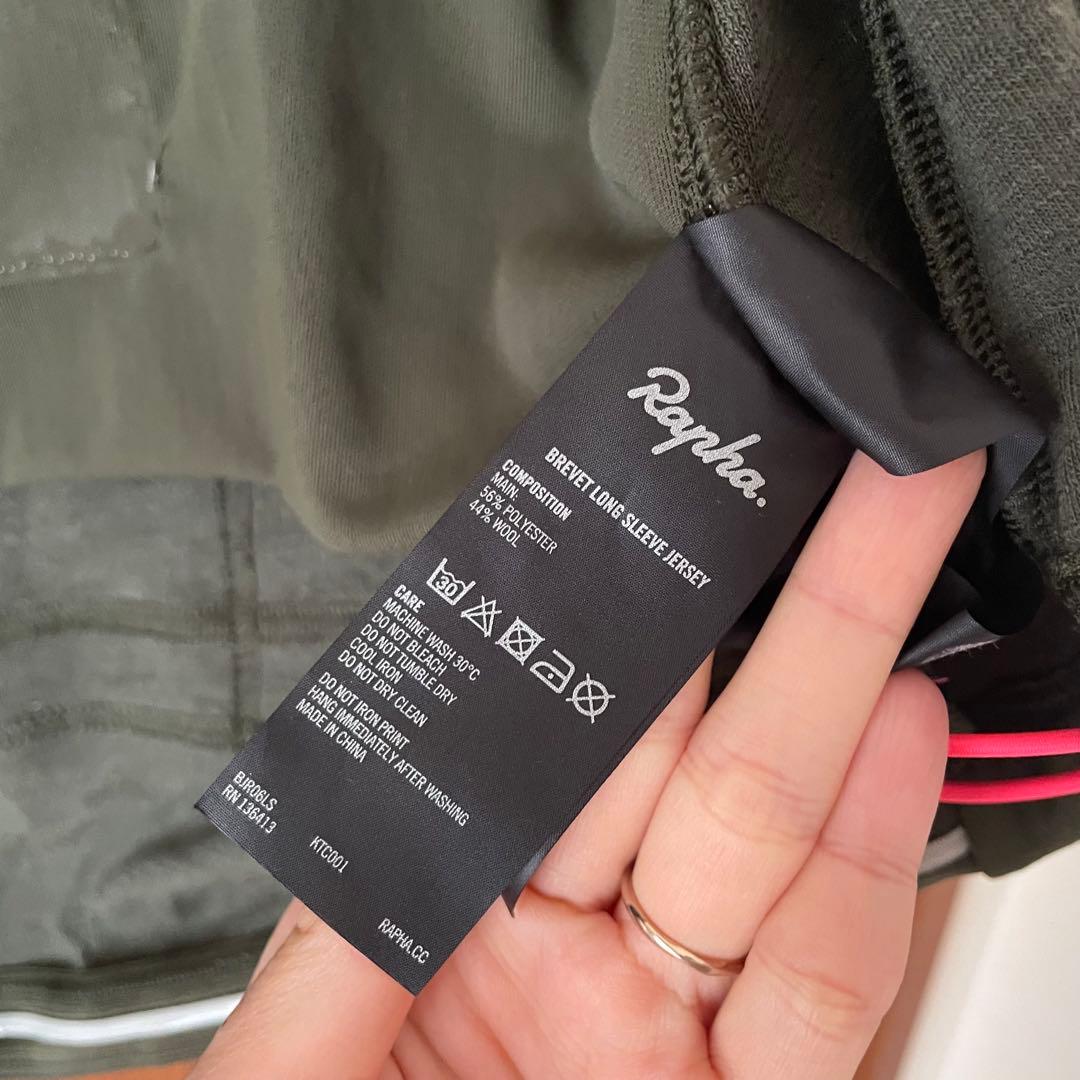 Rapha.
BREVET LONG SLEEVE JERSEY
COMPOSITION
MAIN:
56% POLYESTER
44% WOOL
30
CARE
MACHINE WASH 30°C
DO NOT BLEACH
DO NOT TUMBLE DRY
COOL IRON
DO NOT DRY CLEAN
DO NOT IRON PRINT
HANG IMMEDIATELY AFTER WASHING
MADE IN CHINA
BJR06LS
RN 136413
KTC001
RAPHA.CC